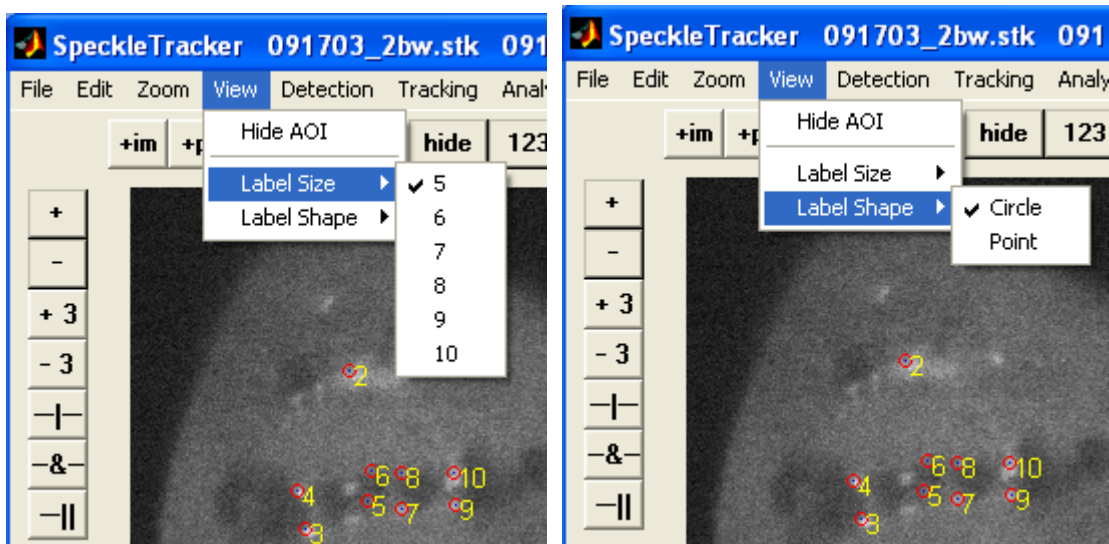 SpeckleTracker 091703_2bw.stk 091
File Edit Zoom View Detection Tracking Analy
+im +p hide 123
Hide AOI
Label Size
Label Shape
5
6
7
8
9
10
+
-
+ 3
- 3
—|—
—&—
—||
2
6 8 10
4 5 7 9
3
SpeckleTracker 091703_2bw.stk 091
File Edit Zoom View Detection Tracking Analy
+im +p hide 123
Hide AOI
Label Size
Label Shape
Circle
Point
+
-
+ 3
- 3
—|—
—&—
—||
2
6 8 10
4 5 7 9
3